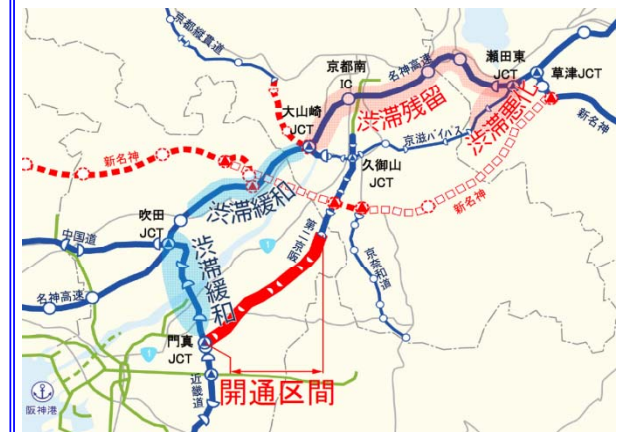 京都縦貫道
京都南
IC
名神高速
瀬田東
JCT
草津JCT
大山崎
JCT
渋滞残留
渋滞悪化
京滋バイパス
新名神
久御山
JCT
渋滞緩和
新名神
吹田
JCT
中国道
渋滞緩和
1
第二京阪
京奈和道
名神高速
門真
JCT
1
近畿道
開通区間
阪神港